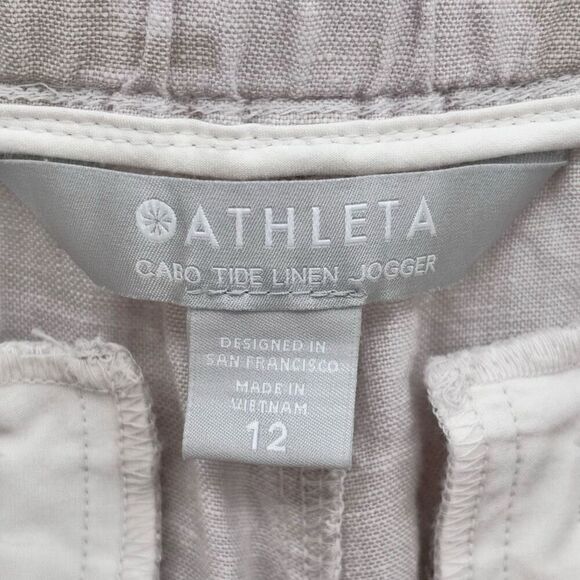 ATHLETA
CABO TIDE LINEN JOGGER
DESIGNED IN
SAN FRANCISCO
MADE IN
VIETNAM
12